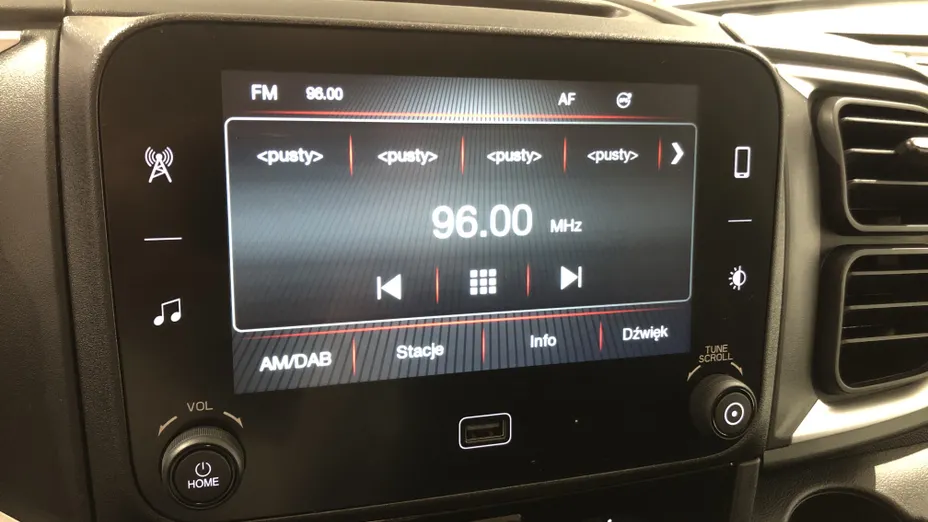 FM 96.00 AF
<pusty> <pusty> <pusty> <pusty>
96.00 MHz
AM/DAB Stacje Info Dźwięk
VOL
HOME
TUNE
SCROLL